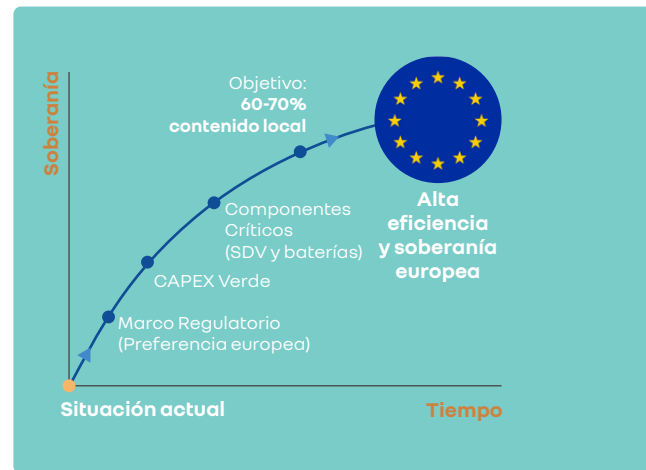 Soberanía
Objetivo:
60-70%
contenido local
Alta
eficiencia
y soberanía
europea
Componentes
Críticos
(SDV y baterías)
CAPEX Verde
Marco Regulatorio
(Preferencia europea)
Situación actual
Tiempo